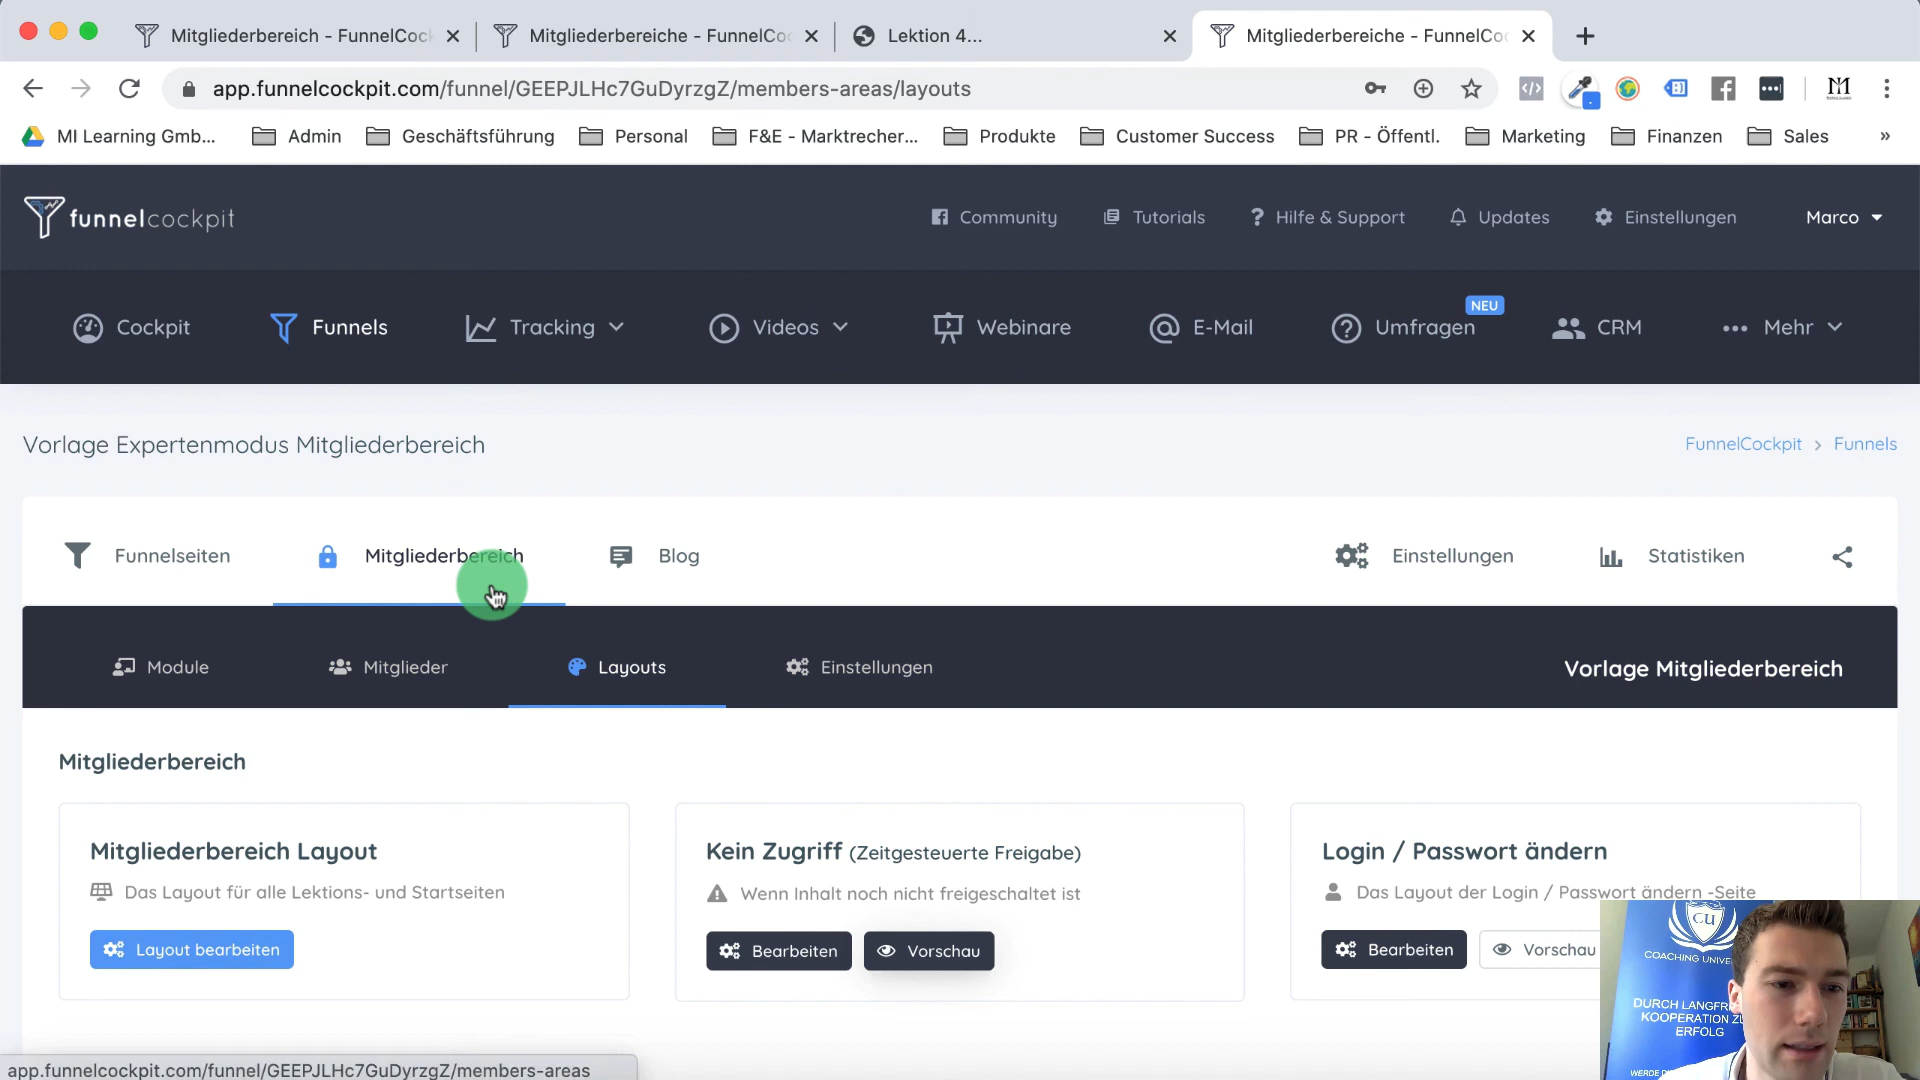 Mitgliederbereich - FunnelCock
Mitgliederbereiche - FunnelCo
Lektion 4...
Mitgliederbereiche - FunnelCo
app.funnelcockpit.com/funnel/GEEPJLHc7GuDyrzgZ/members-areas/layouts
MI Learning Gmb...
Admin
Geschäftsführung
Personal
F&E - Marktrecher...
Produkte
Customer Success
PR - Öffentl.
Marketing
Finanzen
Sales
»
funnelcockpit
Community
Tutorials
Hilfe & Support
Updates
Einstellungen
Marco
Cockpit
Funnels
Tracking
Videos
Webinare
E-Mail
Umfragen
NEU
CRM
Mehr
Vorlage Expertenmodus Mitgliederbereich
FunnelCockpit > Funnels
Funnelseiten
Mitgliederbereich
Blog
Einstellungen
Statistiken
Module
Mitglieder
Layouts
Einstellungen
Vorlage Mitgliederbereich
Mitgliederbereich
Mitgliederbereich Layout
Das Layout für alle Lektions- und Startseiten
Layout bearbeiten
Kein Zugriff (Zeitgesteuerte Freigabe)
Wenn Inhalt noch nicht freigeschaltet ist
Bearbeiten
Vorschau
Login / Passwort ändern
Das Layout der Login / Passwort ändern -Seite
Bearbeiten
Vorschau
CU
COACHING UNIVE
DURCH LANGFR
KOOPERATION ZU
ERFOLG
app.funnelcockpit.com/funnel/GEEPJLHc7GuDyrzgZ/members-areas